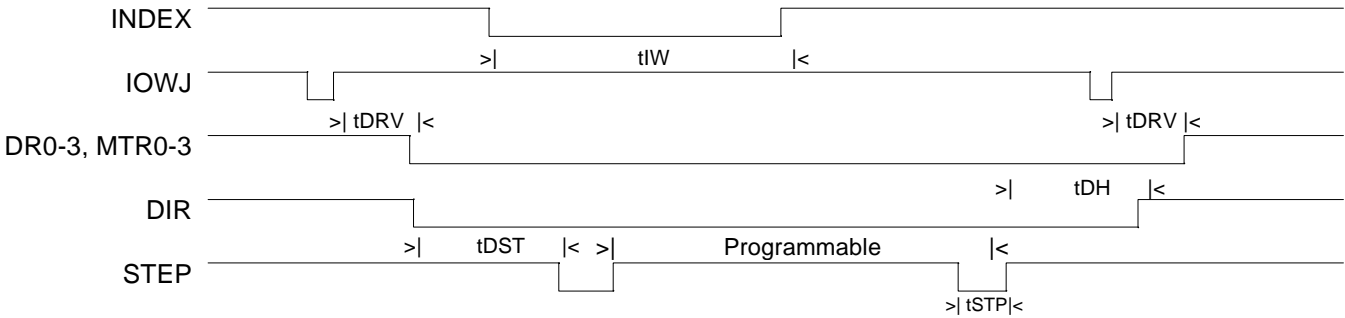 INDEX
>| tIW |<
IOWJ
>| tDRV |< >| tDRV |<
DR0-3, MTR0-3
>| tDH |<
DIR
>| tDST |< >| Programmable |<
STEP
>| tSTP|<